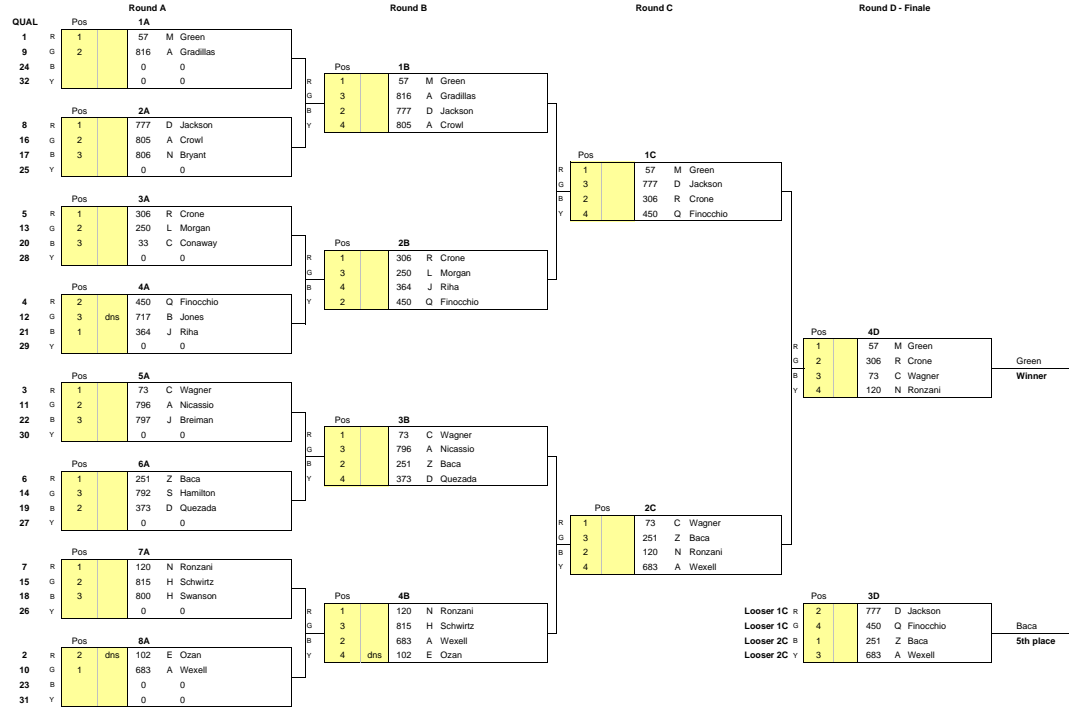 Round A Round B Round C Round D - Finale
QUAL Pos 1A
1 R 1 57 M Green
9 G 2 816 A Gradillas
24 B 0 0
32 Y 0 0
Pos 2A
8 R 1 777 D Jackson
16 G 2 805 A Crowl
17 B 3 806 N Bryant
25 Y 0 0
Pos 3A
5 R 1 306 R Crone
13 G 2 250 L Morgan
20 B 3 33 C Conaway
28 Y 0 0
Pos 4A
4 R 2 450 Q Finocchio
12 G 3 dns 717 B Jones
21 B 1 364 J Riha
29 Y 0 0
Pos 5A
3 R 1 73 C Wagner
11 G 2 796 A Nicassio
22 B 3 797 J Breiman
30 Y 0 0
Pos 6A
6 R 1 251 Z Baca
14 G 3 792 S Hamilton
19 B 2 373 D Quezada
27 Y 0 0
Pos 7A
7 R 1 120 N Ronzani
15 G 2 815 H Schwirtz
18 B 3 800 H Swanson
26 Y 0 0
Pos 8A
2 R 2 dns 102 E Ozan
10 G 1 683 A Wexell
23 B 0 0
31 Y 0 0
Pos 1B
R 1 57 M Green
G 3 816 A Gradillas
B 2 777 D Jackson
Y 4 805 A Crowl
Pos 2B
R 1 306 R Crone
G 3 250 L Morgan
B 4 364 J Riha
Y 2 450 Q Finocchio
Pos 3B
R 1 73 C Wagner
G 3 796 A Nicassio
B 2 251 Z Baca
Y 4 373 D Quezada
Pos 4B
R 1 120 N Ronzani
G 3 815 H Schwirtz
B 2 683 A Wexell
Y 4 dns 102 E Ozan
Pos 1C
R 1 57 M Green
G 3 777 D Jackson
B 2 306 R Crone
Y 4 450 Q Finocchio
Pos 2C
R 1 73 C Wagner
G 3 251 Z Baca
B 2 120 N Ronzani
Y 4 683 A Wexell
Pos 4D
R 1 57 M Green
G 2 306 R Crone
B 3 73 C Wagner
Y 4 120 N Ronzani
Green
Winner
Pos 3D
Looser 1C R 2 777 D Jackson
Looser 1C G 4 450 Q Finocchio
Looser 2C B 1 251 Z Baca
Looser 2C Y 3 683 A Wexell
Baca
5th place